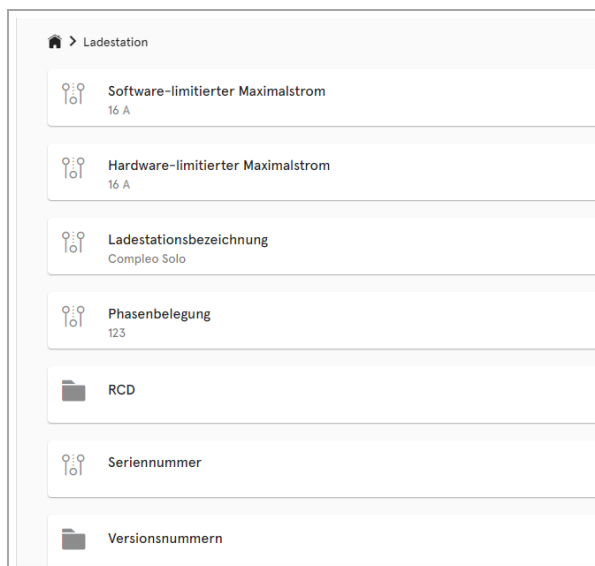 Ladestation
Software-limitierter Maximalstrom
16 A
Hardware-limitierter Maximalstrom
16 A
Ladestationsbezeichnung
Compleo Solo
Phasenbelegung
123
RCD
Seriennummer
Versionsnummern